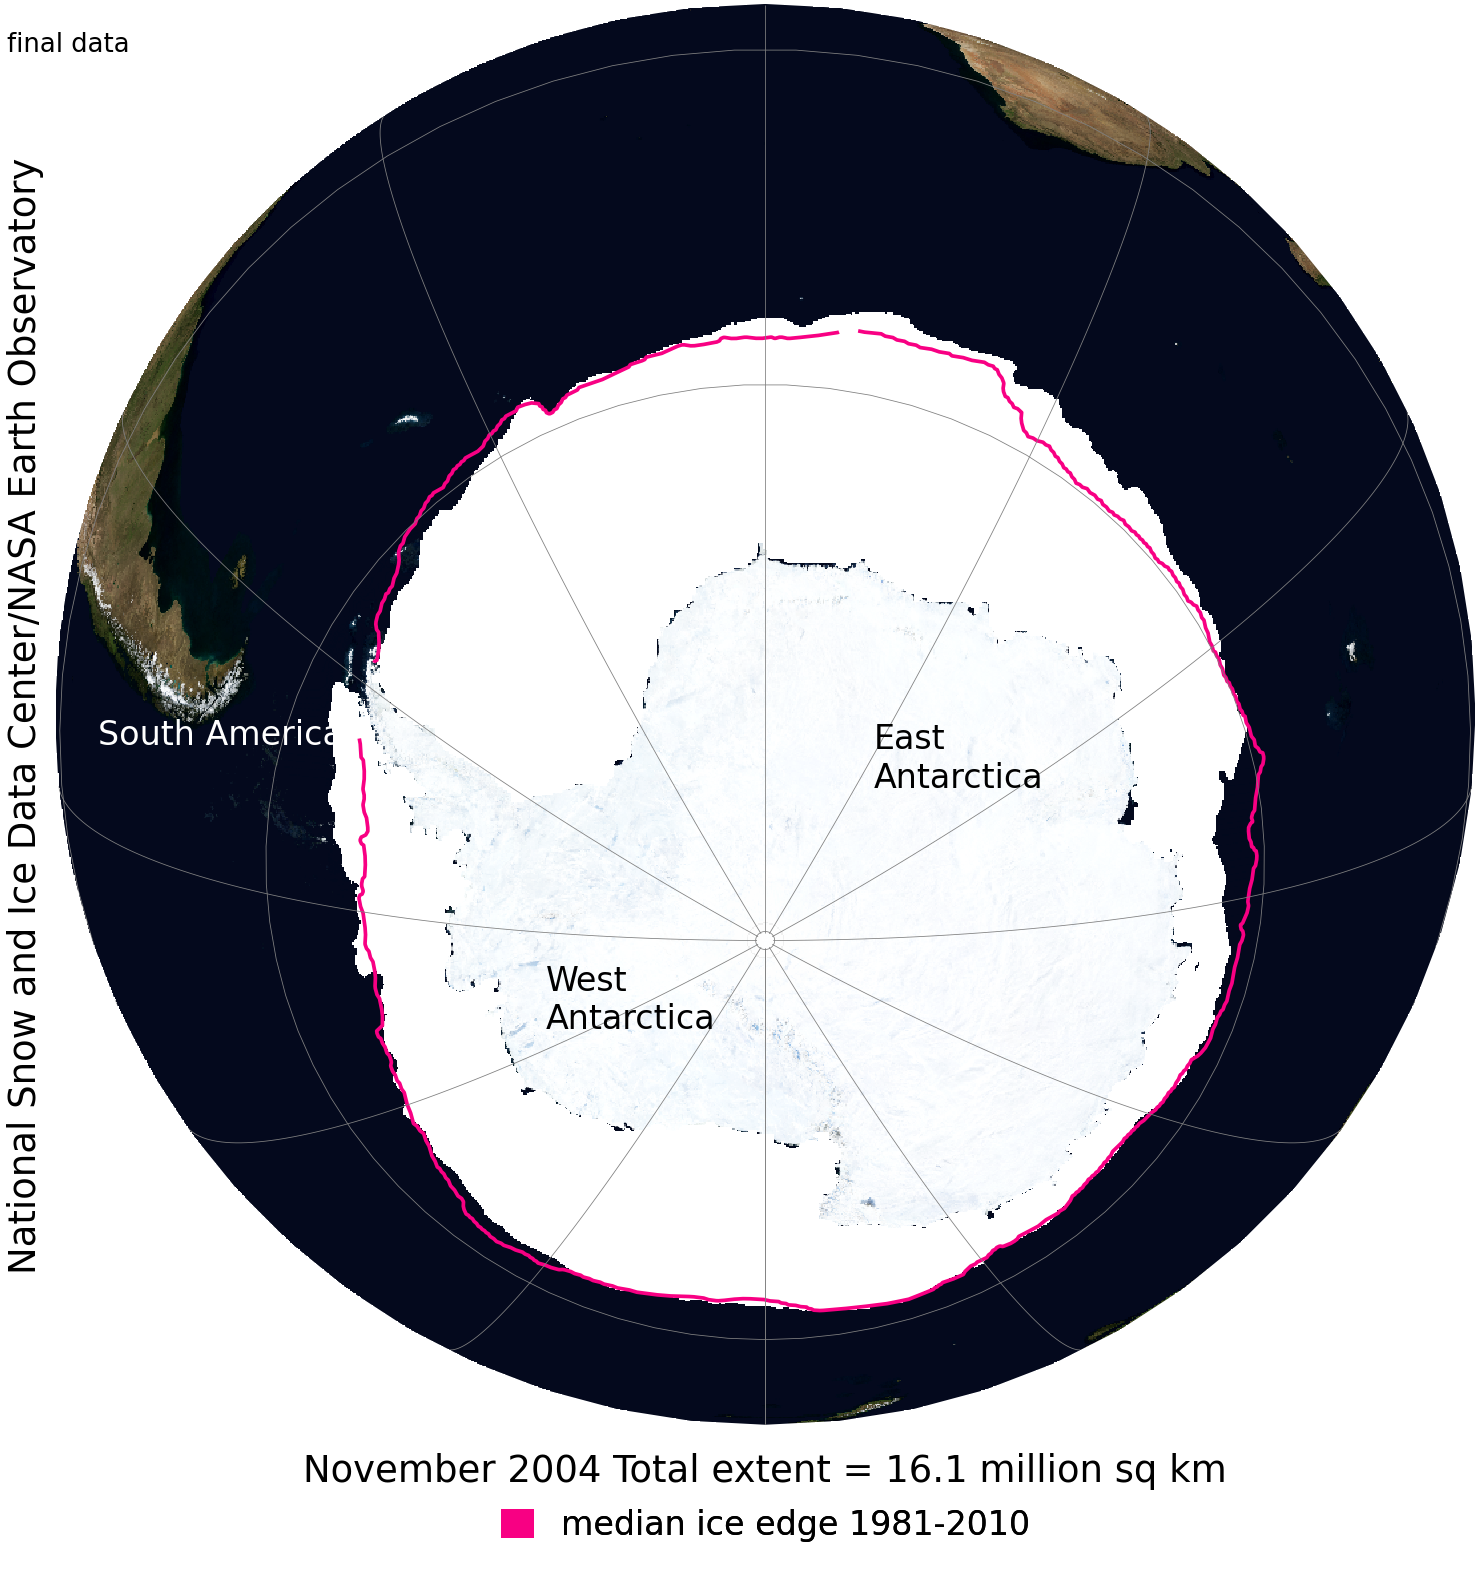 final data
National Snow and Ice Data Center/NASA Earth Observatory
South America
East
Antarctica
West
Antarctica
November 2004 Total extent = 16.1 million sq km
median ice edge 1981-2010